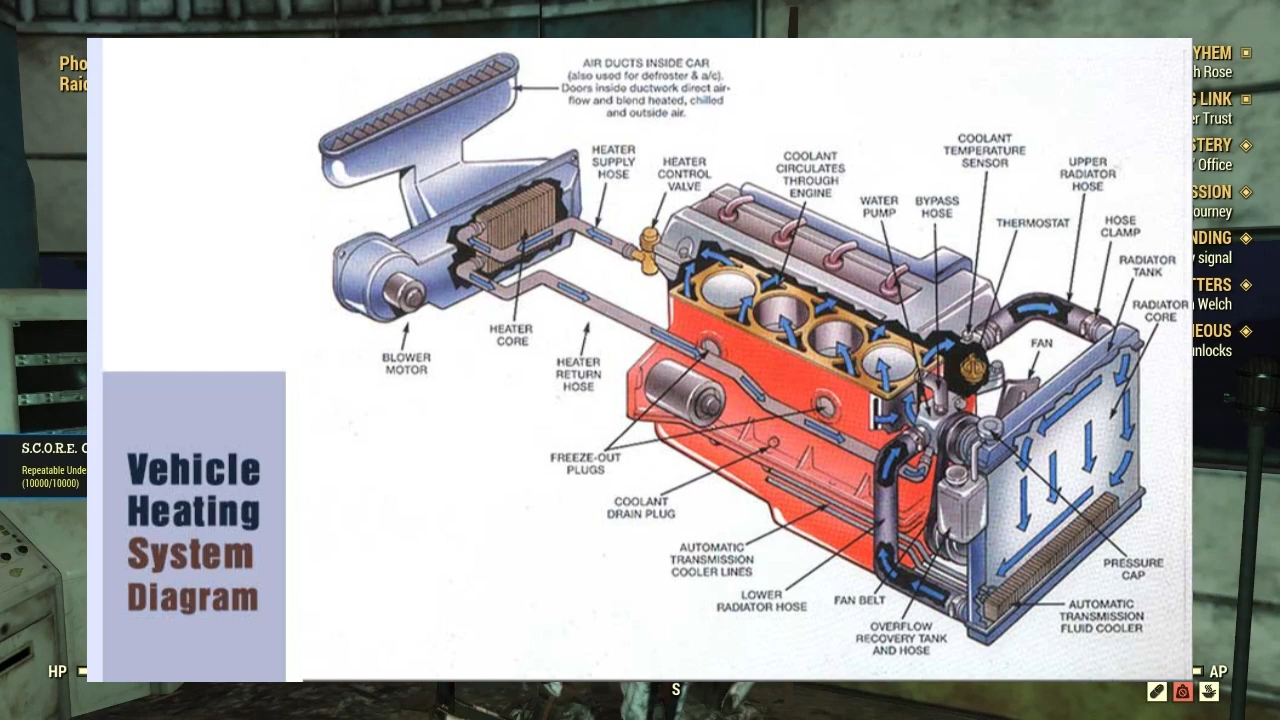 Pho
Raid
AIR DUCTS INSIDE CAR
(also used for defroster & a/c).
Doors inside ductwork direct air-
flow and blend heated, chilled
and outside air.
HEATER
SUPPLY
HOSE
HEATER
CONTROL
VALVE
COOLANT
CIRCULATES
THROUGH
ENGINE
WATER
PUMP
BYPASS
HOSE
COOLANT
TEMPERATURE
SENSOR
THERMOSTAT
UPPER
RADIATOR
HOSE
HOSE
CLAMP
RADIATOR
TANK
RADIATOR
CORE
FAN
BLOWER
MOTOR
HEATER
CORE
HEATER
RETURN
HOSE
FREEZE-OUT
PLUGS
COOLANT
DRAIN PLUG
AUTOMATIC
TRANSMISSION
COOLER LINES
LOWER
RADIATOR HOSE
FAN BELT
OVERFLOW
RECOVERY TANK
AND HOSE
PRESSURE
CAP
AUTOMATIC
TRANSMISSION
FLUID COOLER
Vehicle
Heating
System
Diagram
YHEM
h Rose
LINK
er Trust
STERY
Office
SSION
ourney
NDING
y signal
TTERS
Welch
NEOUS
unlocks
S.C.O.R.E.
Repeatable Unde
(10000/10000)
HP
S
AP